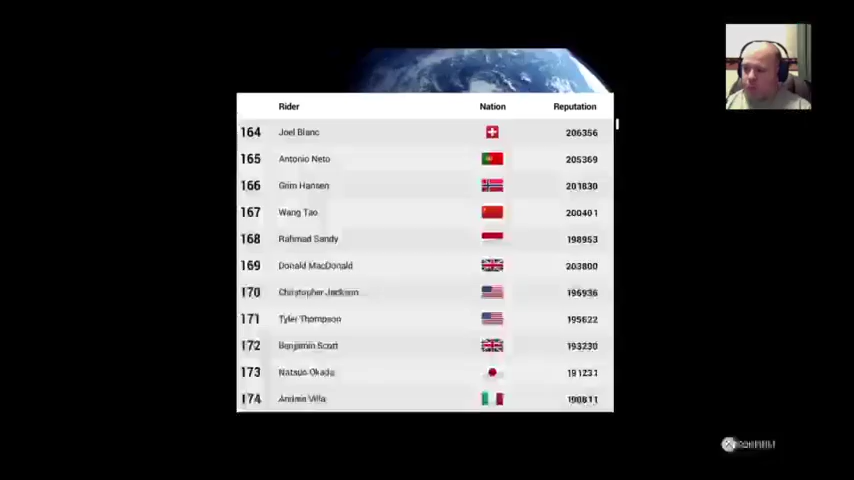 Rider Nation Reputation
164 Joel Blanc 206356
165 Antonio Neto 205369
166 Grim Hansen 201830
167 Wang Tao 200401
168 Rahmad Sandy 198953
169 Donald MacDonald 203800
170 Christopher Jackson 196936
171 Tyler Thompson 195622
172 Benjamin Scott 193230
173 Natsuo Okada 191231
174 Villa 190811